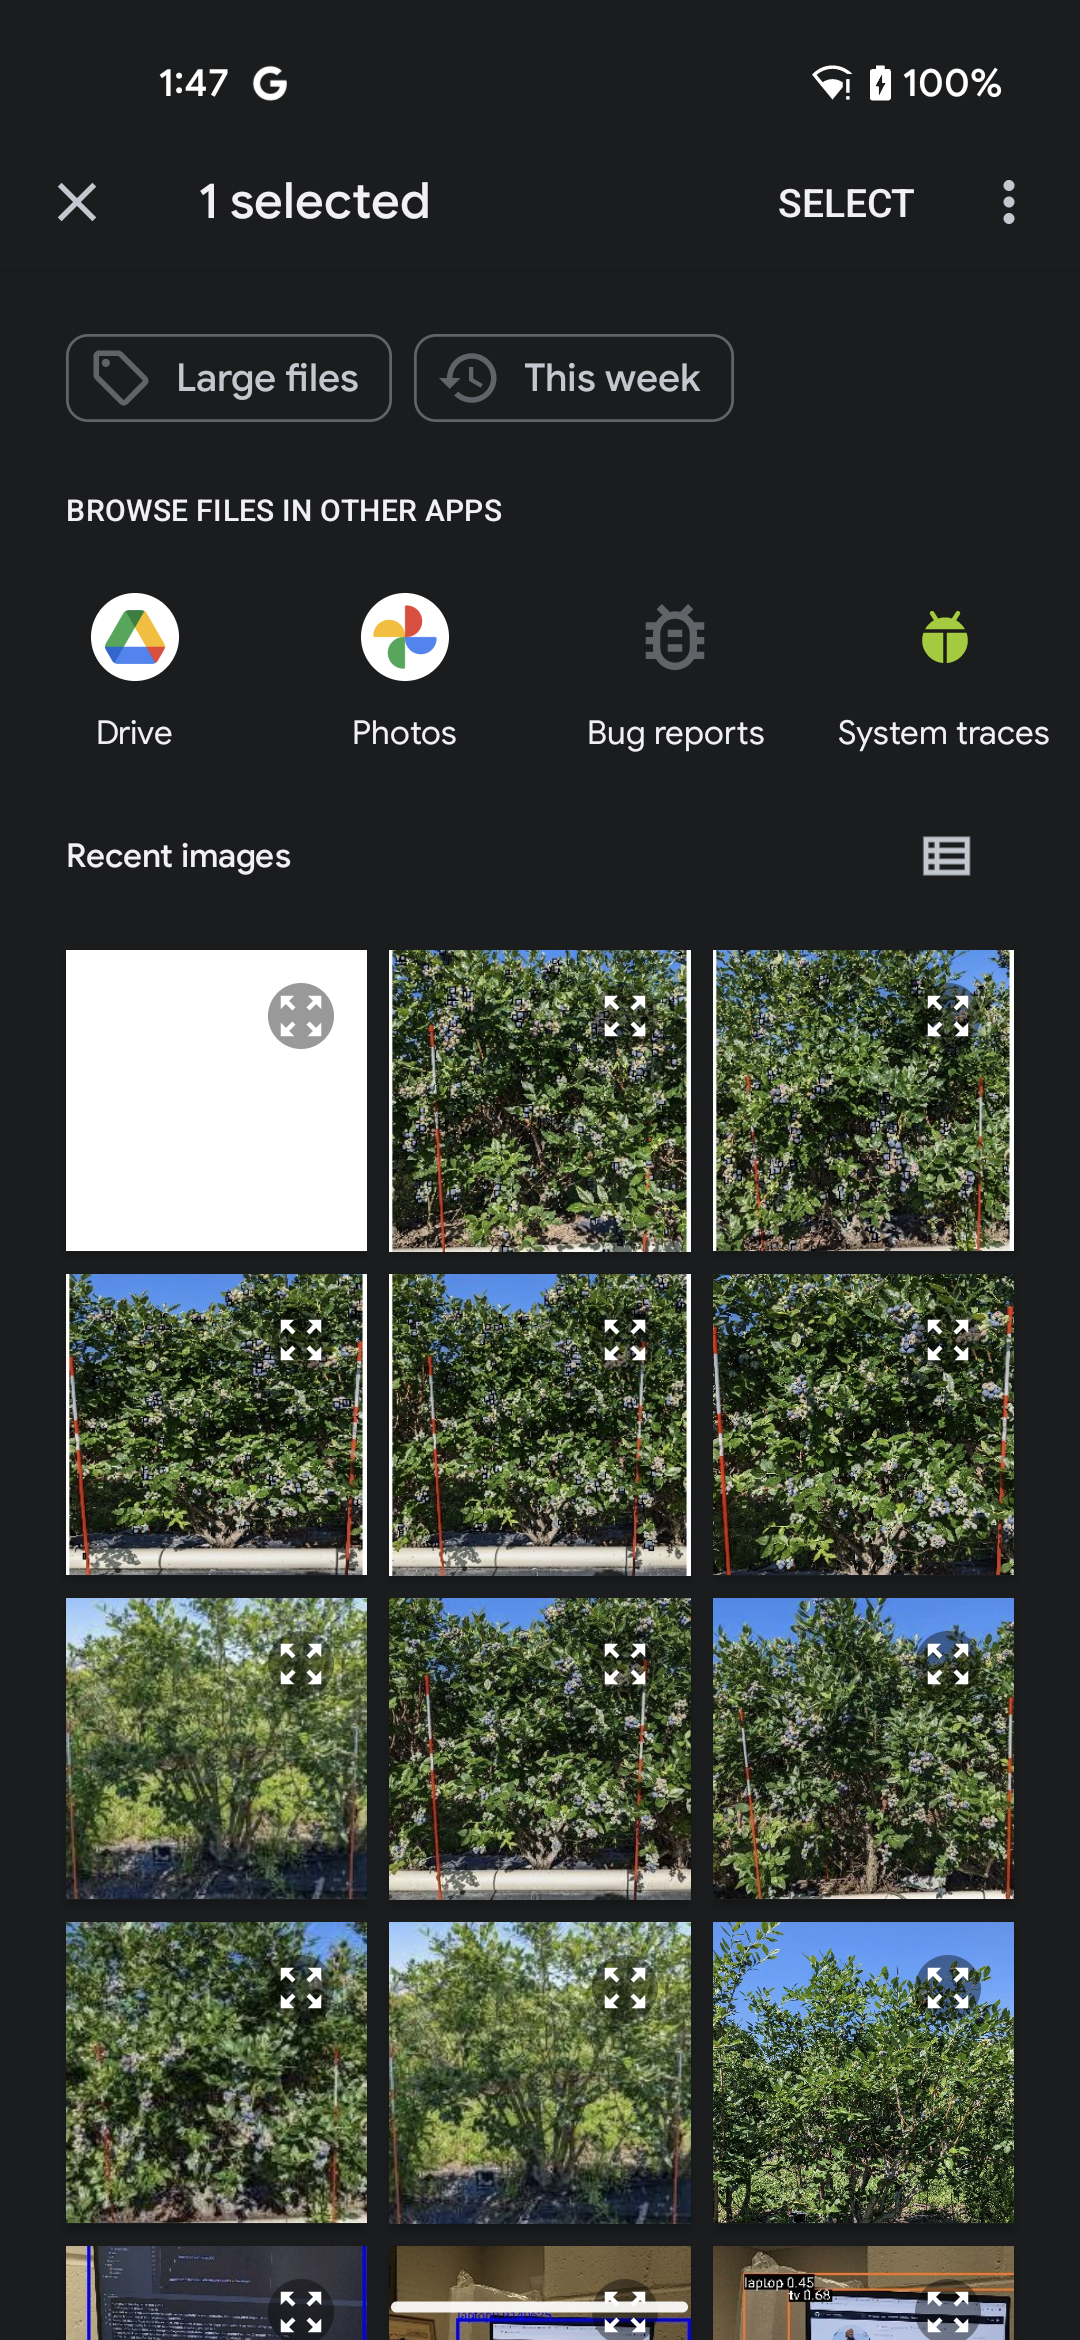 1:47 G 100%
1 selected SELECT
Large files This week
BROWSE FILES IN OTHER APPS
Drive Photos Bug reports System traces
Recent images
laptop 0.45
tv 0.68